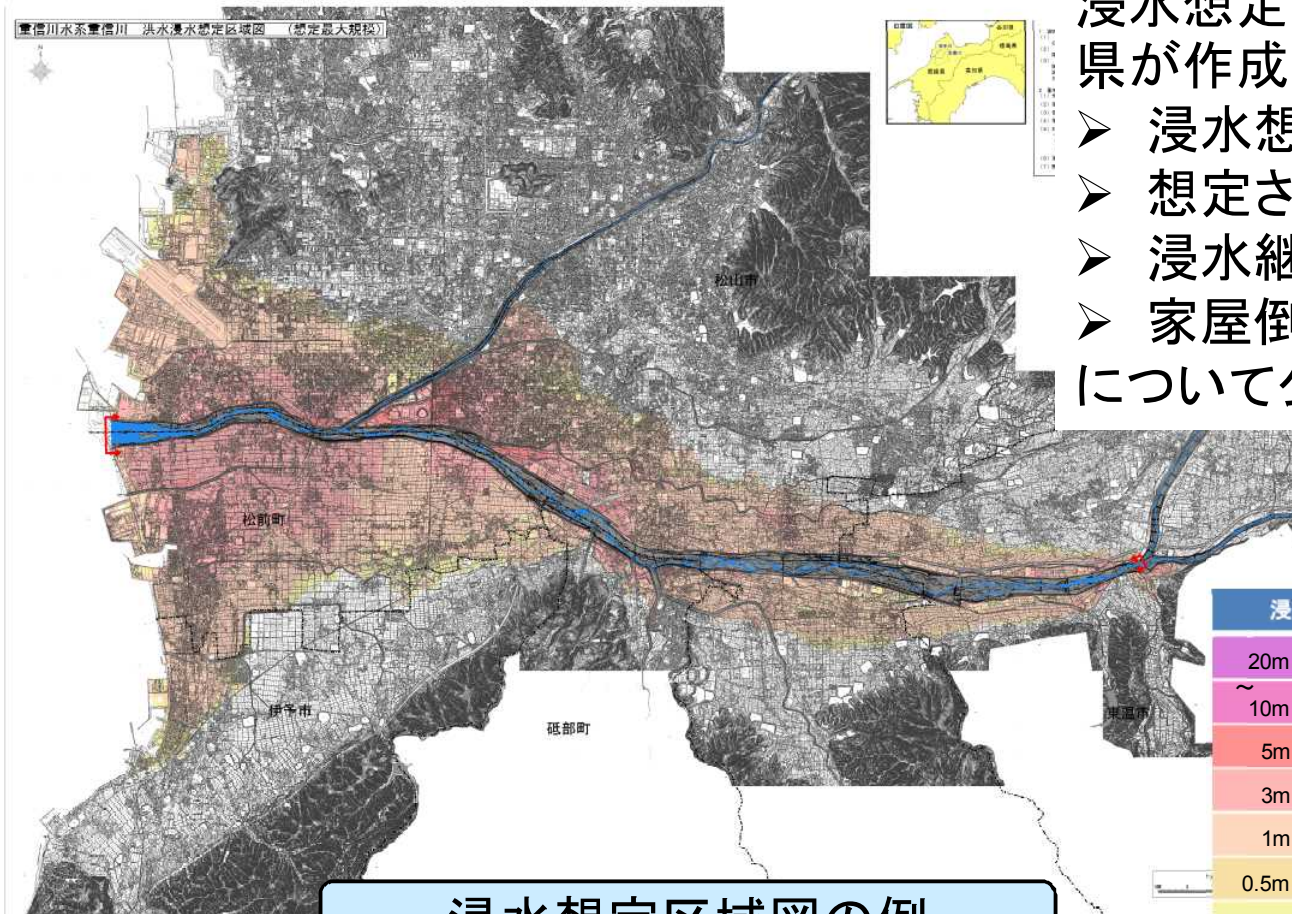 重信川水系重信川 洪水浸水想定区域図 (想定最大規模)
浸水想定
県が作成
➢ 浸水想
➢ 想定さ
➢ 浸水継
➢ 家屋倒
について
松山市
松前町
伊予市
砥部町
東温市
浸
20m
~
10m
5m
3m
1m
0.5m
浸水想定区域図の例